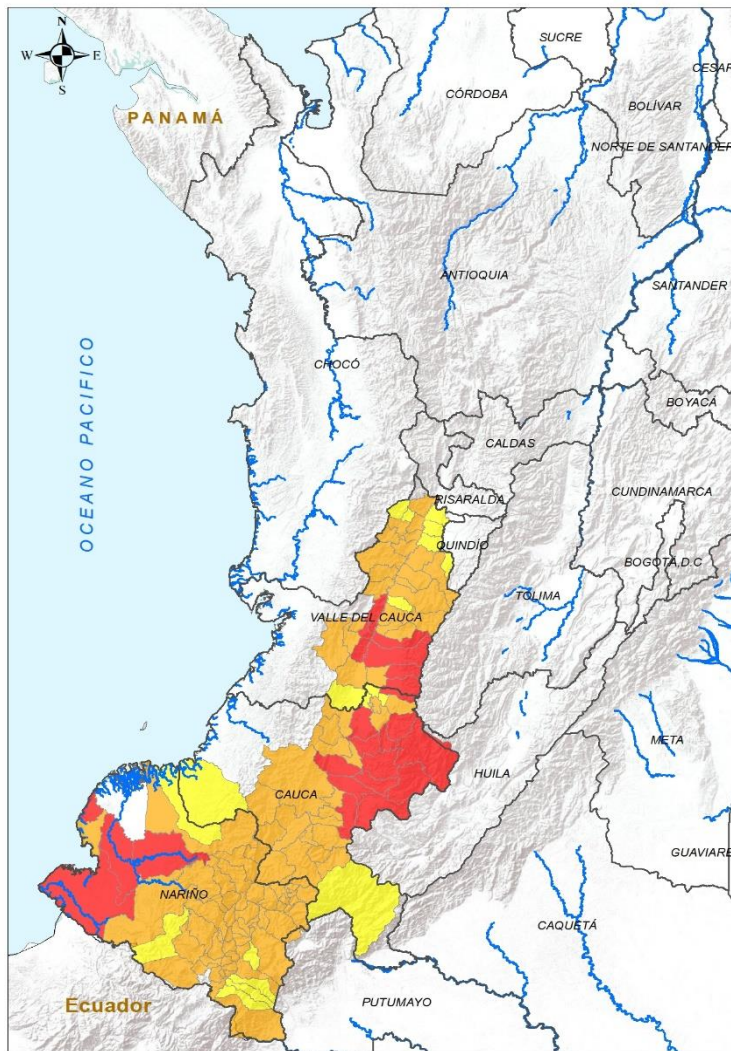 N
W E
S
SUCRE
CESAR
CÓRDOBA
BOLÍVAR
PANAMÁ
NORTE DE SANTANDER
ANTIOQUIA
SANTANDER
OCEANO PACIFICO
CHOCÓ
BOYACÁ
CALDAS
CUNDINAMARCA
RISARALDA
QUINDÍO
BOGOTÁ,D.C
TOLIMA
VALLE DEL CAUCA
META
HUILA
CAUCA
GUAVIARE
NARIÑO
CAQUETÁ
Ecuador
PUTUMAYO